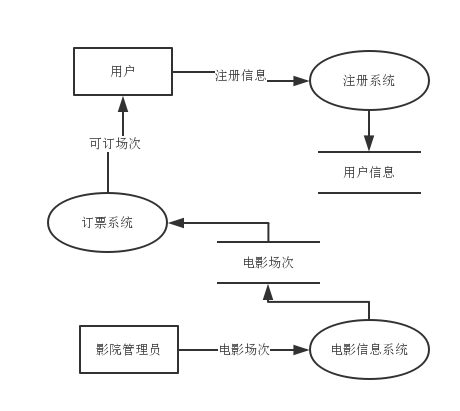 用户
注册信息
注册系统
可订场次
用户信息
订票系统
电影场次
影院管理员
电影场次
电影信息系统